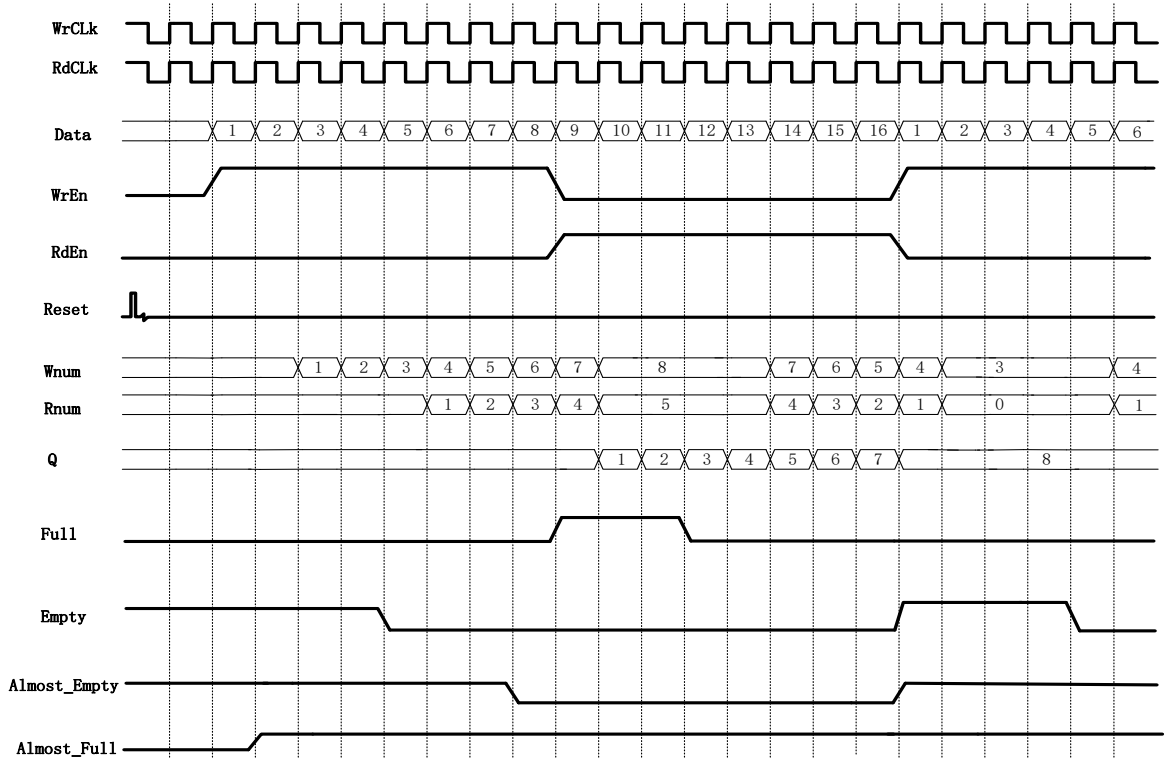 WrCLk
RdCLk
Data 1 2 3 4 5 6 7 8 9 10 11 12 13 14 15 16 1 2 3 4 5 6
WrEn
RdEn
Reset
Wnum 1 2 3 4 5 6 7 8 7 6 5 4 3 4
Rnum 1 2 3 4 5 4 3 2 1 0 1
Q 1 2 3 4 5 6 7 8
Full
Empty
Almost_Empty
Almost_Full